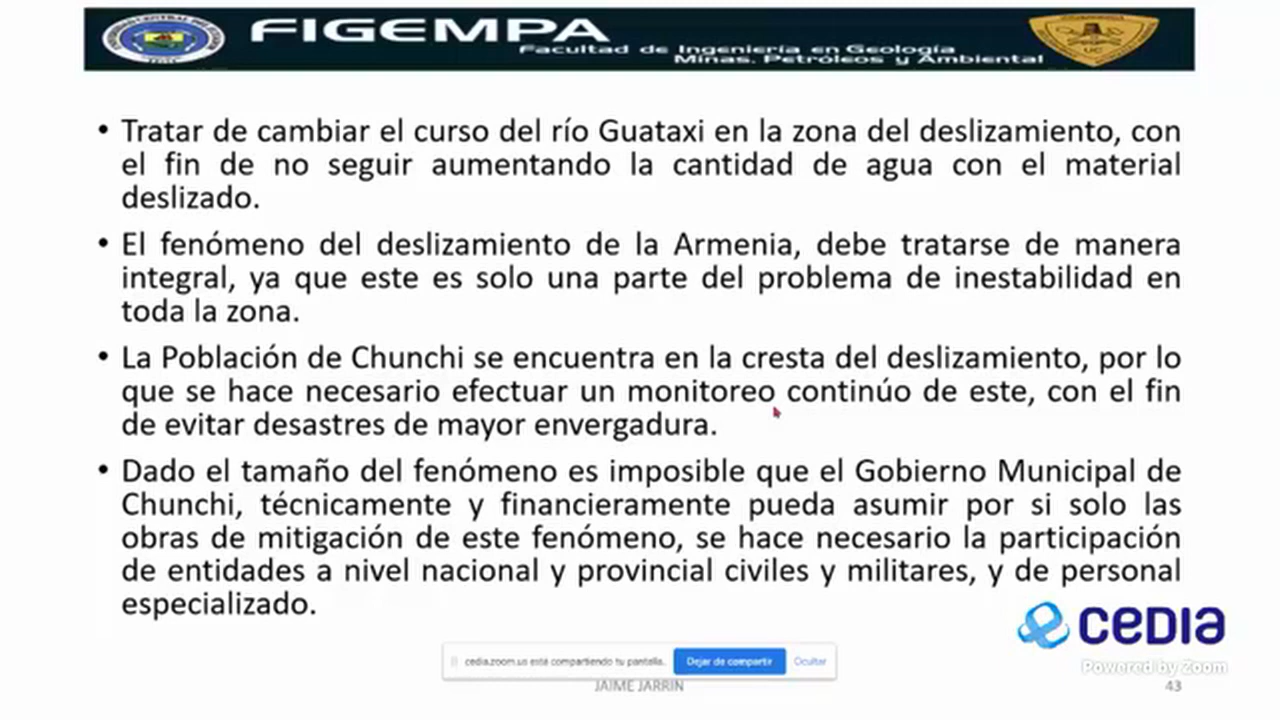 FIGEMPA
Facultad de Ingeniería en Geología
Minas, Petróleos y Ambiental
• Tratar de cambiar el curso del río Guataxi en la zona del deslizamiento, con
el fin de no seguir aumentando la cantidad de agua con el material
deslizado.
• El fenómeno del deslizamiento de la Armenia, debe tratarse de manera
integral, ya que este es solo una parte del problema de inestabilidad en
toda la zona.
• La Población de Chunchi se encuentra en la cresta del deslizamiento, por lo
que se hace necesario efectuar un monitoreo continúo de este, con el fin
de evitar desastres de mayor envergadura.
• Dado el tamaño del fenómeno es imposible que el Gobierno Municipal de
Chunchi, técnicamente y financieramente pueda asumir por si solo las
obras de mitigación de este fenómeno, se hace necesario la participación
de entidades a nivel nacional y provincial civiles y militares, y de personal
especializado.
CEDIA
Powered by Zoom
cedia.zoom.us está compartiendo tu pantalla. Dejar de compartir Ocultar
JAIME JARRIN 43